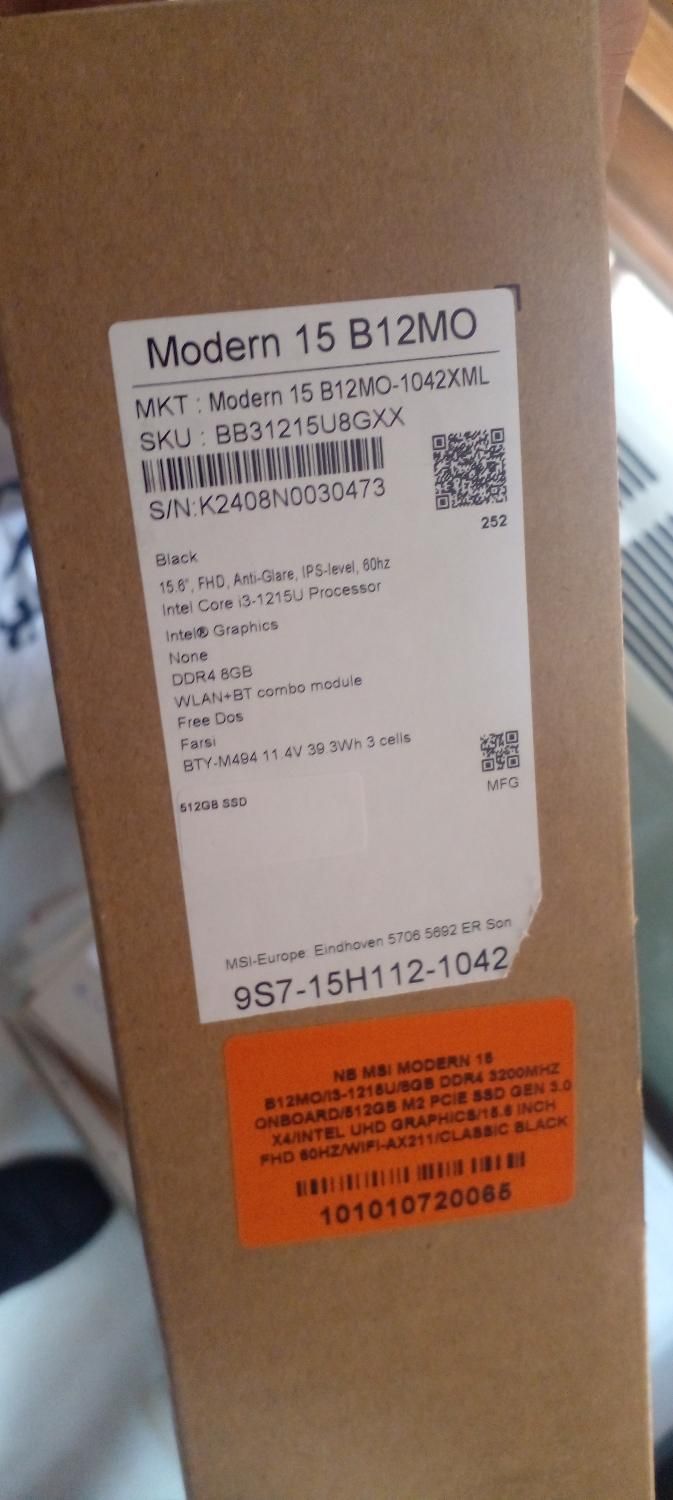 Modern 15 B12MO
MKT : Modern 15 B12MO-1042XML
SKU : BB31215U8GXX
S/N:K2408N0030473
252
Black
15.6", FHD, Anti-Glare, IPS-level, 60hz
Intel Core i3-1215U Processor
Intel® Graphics
None
DDR4 8GB
WLAN+BT combo module
Free Dos
Farsi
BTY-M494 11.4V 39.3Wh 3 cells
MFG
512GB SSD
MSI-Europe: Eindhoven 5706 5692 ER Son
9S7-15H112-1042
NB MSI MODERN 15
B12MO/I3-1215U/8GB DDR4 3200MHZ
ONBOARD/512GB M2 PCIE SSD GEN 3.0
X4/INTEL UHD GRAPHICS/15.6 INCH
FHD 60HZ/WIFI-AX211/CLASSIC BLACK
101010720065